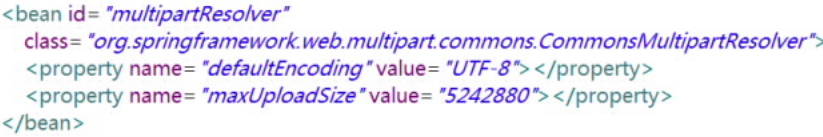 <bean id="multipartResolver"
class="org.springframework.web.multipart.commons.CommonsMultipartResolver">
<property name="defaultEncoding" value="UTF-8"></property>
<property name="maxUploadSize" value="5242880"></property>
</bean>